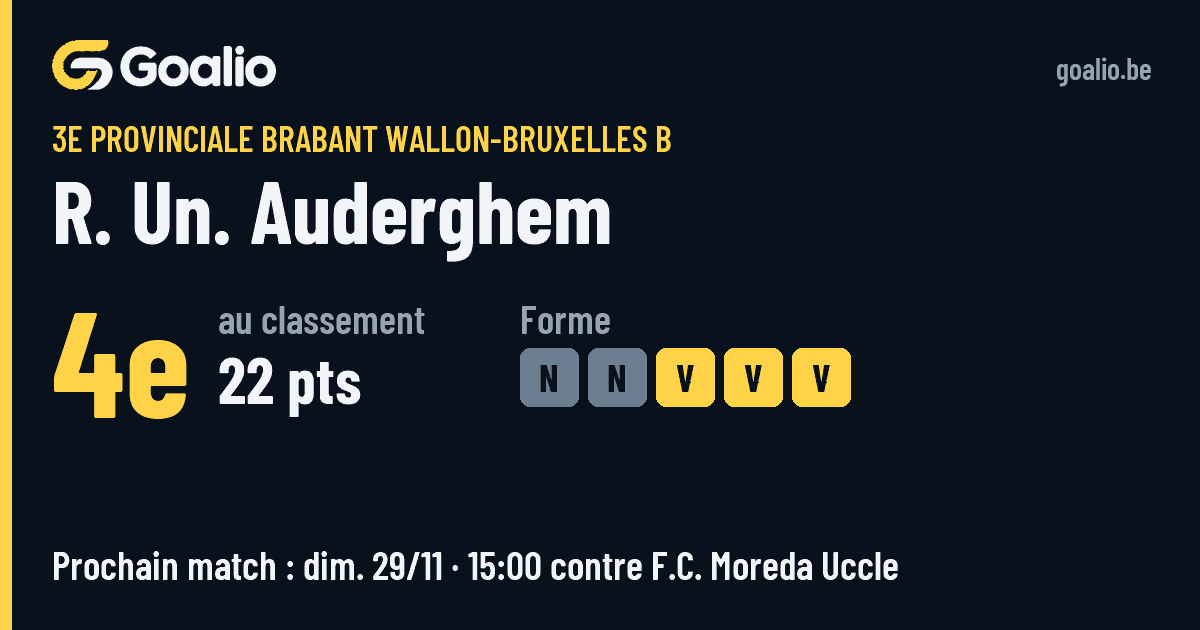 Goalio
goalio.be
3E PROVINCIALE BRABANT WALLON-BRUXELLES B
R. Un. Auderghem
4e
au classement
22 pts
Forme
N N V V V
Prochain match : dim. 29/11 · 15:00 contre F.C. Moreda Uccle